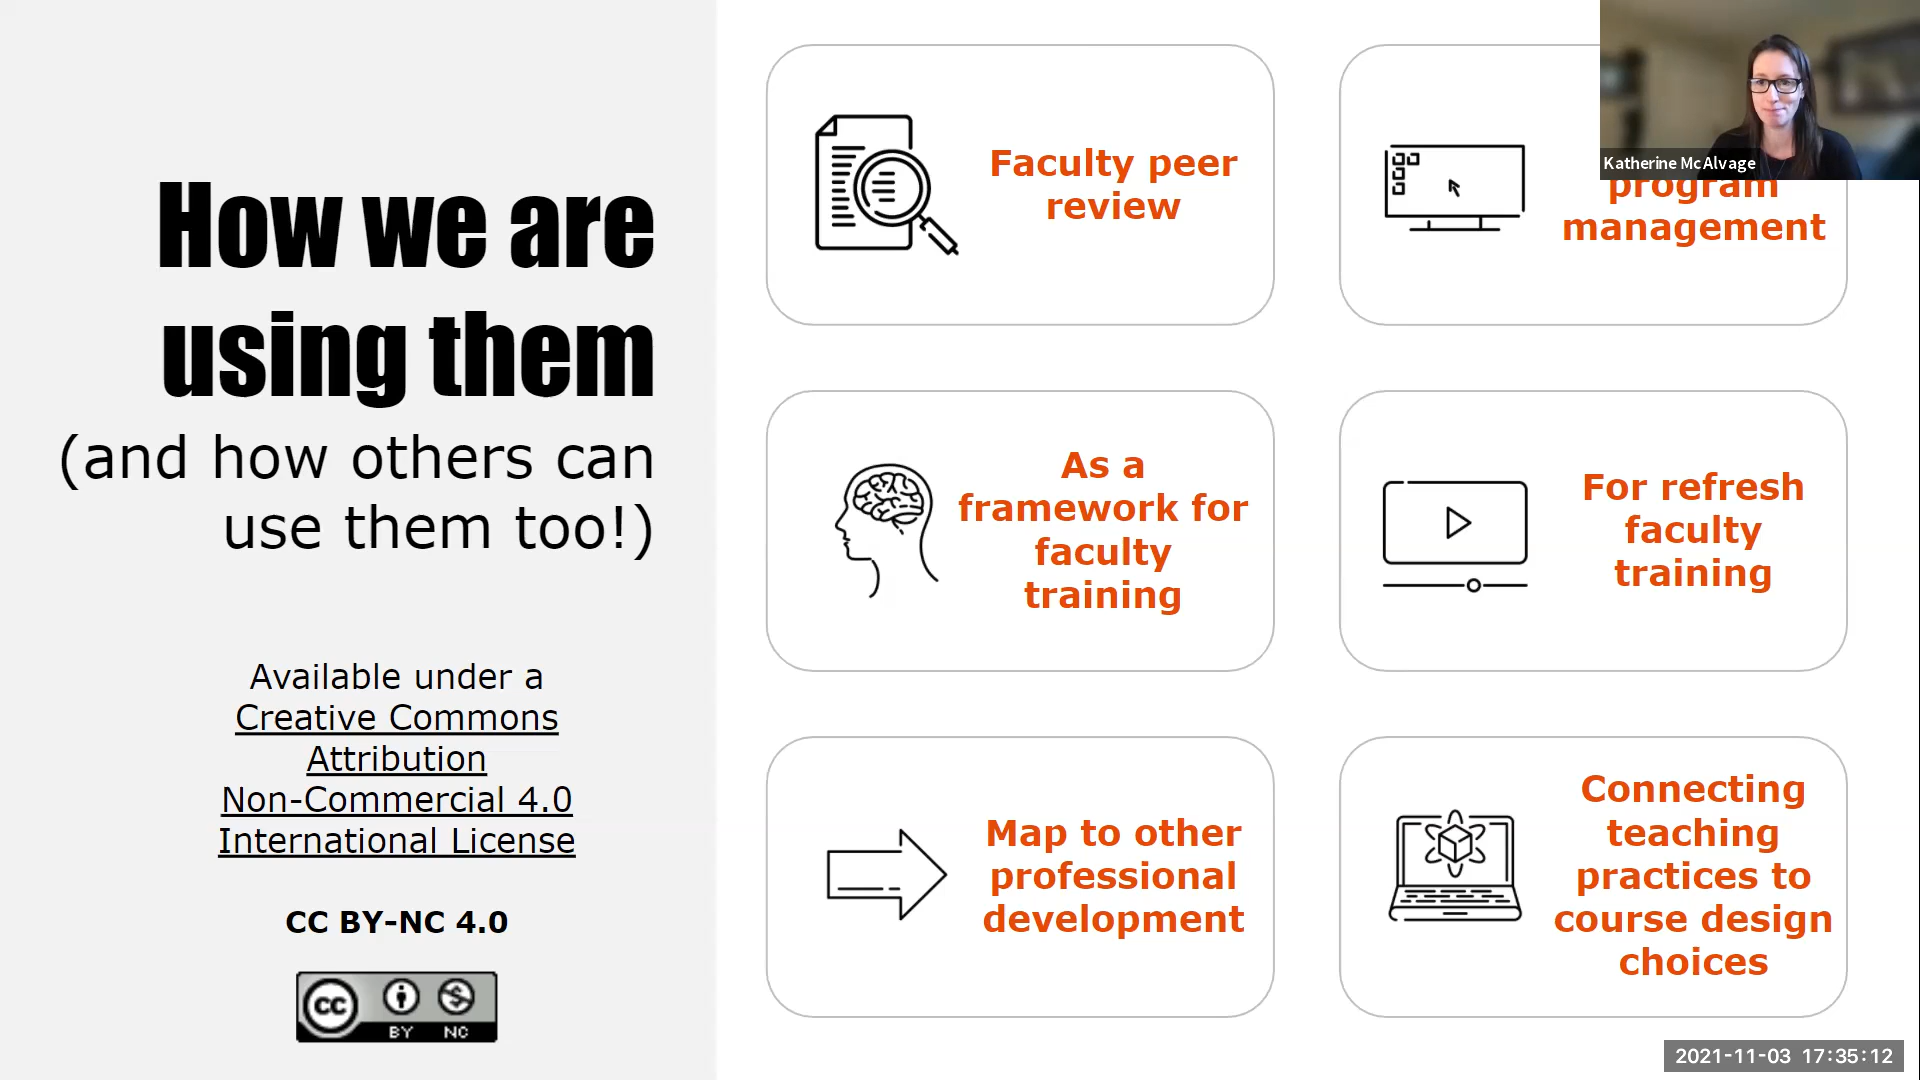 How we are
using them
(and how others can
use them too!)
Available under a
Creative Commons
Attribution
Non-Commercial 4.0
International License
CC BY-NC 4.0
cc
BY NC
Faculty peer
review
program
management
As a
framework for
faculty
training
For refresh
faculty
training
Map to other
professional
development
Connecting
teaching
practices to
course design
choices
Katherine McAlvage
2021-11-03 17:35:12